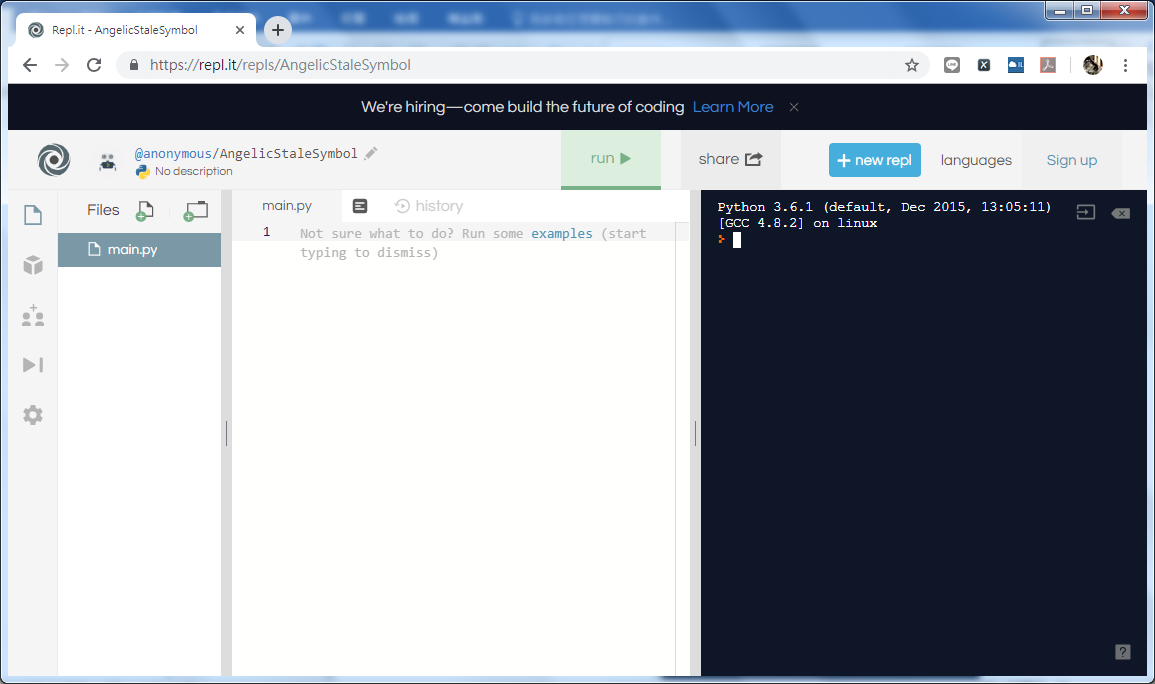 Repl.it - AngelicStaleSymbol
https://repl.it/repls/AngelicStaleSymbol
We're hiring—come build the future of coding Learn More
@anonymous/AngelicStaleSymbol
No description
run
share
+ new repl
languages
Sign up
Files
main.py
main.py
history
1 Not sure what to do? Run some examples (start
typing to dismiss)
Python 3.6.1 (default, Dec 2015, 13:05:11)
[GCC 4.8.2] on linux
>
?